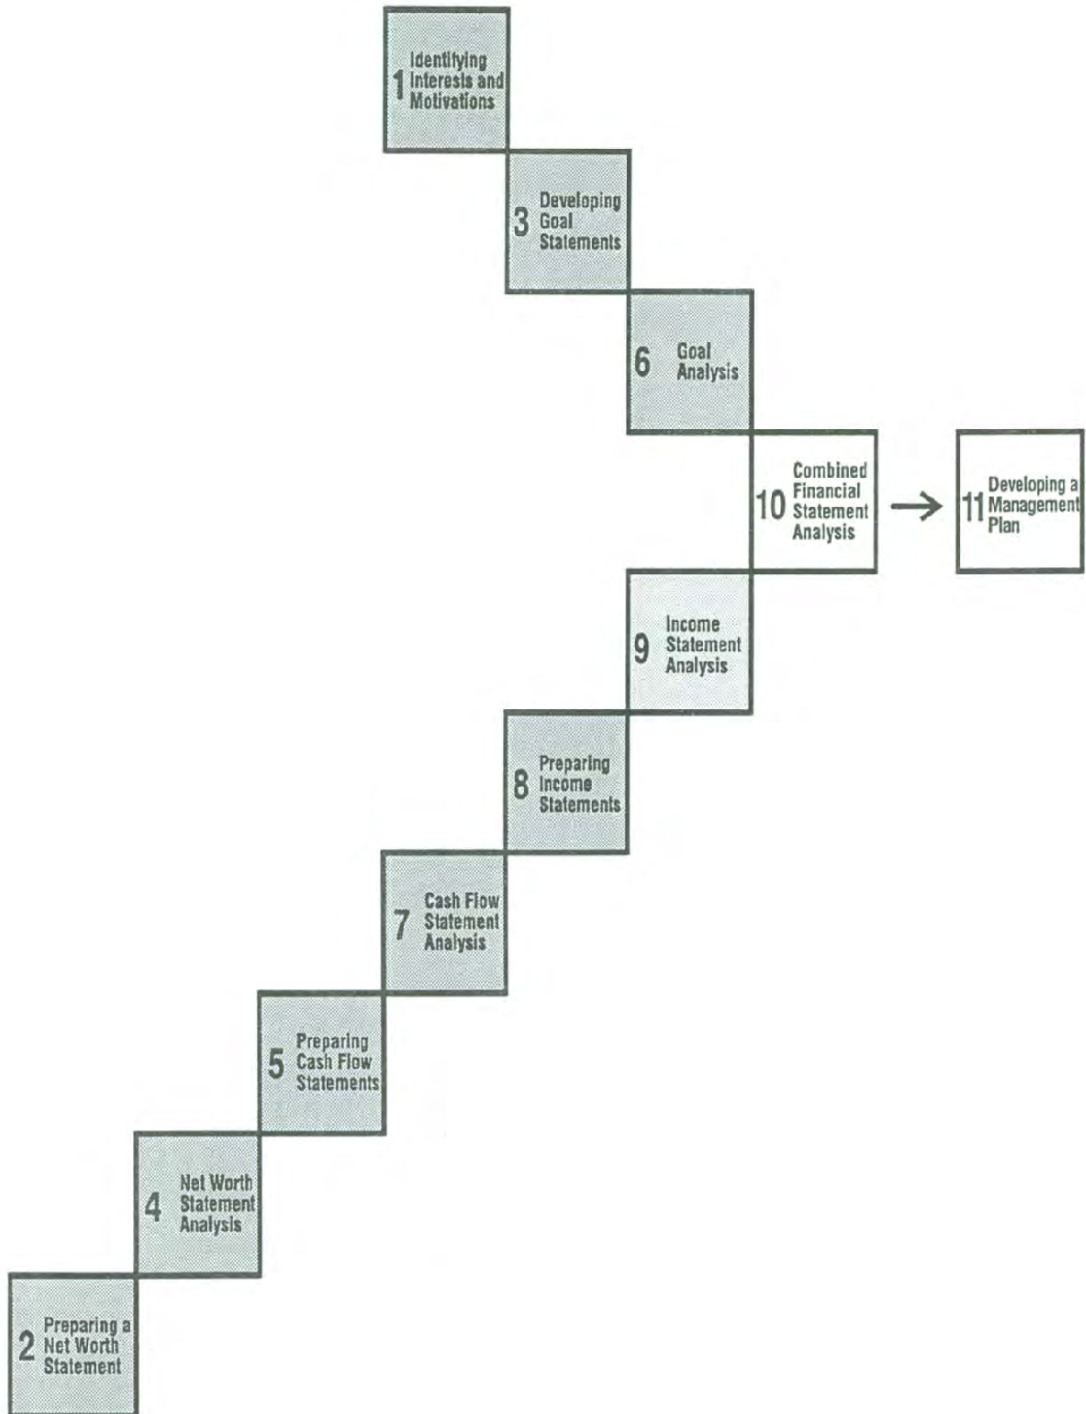 1 Identifying
Interests and
Motivations
3 Developing
Goal
Statements
6 Goal
Analysis
10 Combined
Financial
Statement
Analysis
11 Developing a
Management
Plan
9 Income
Statement
Analysis
8 Preparing
Income
Statements
7 Cash Flow
Statement
Analysis
5 Preparing
Cash Flow
Statements
4 Net Worth
Statement
Analysis
2 Preparing a
Net Worth
Statement